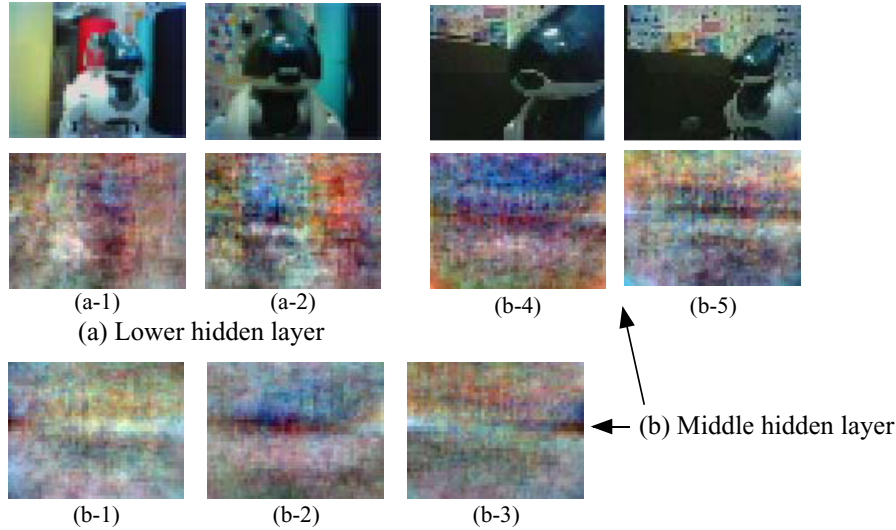 (a-1) (a-2) (b-4) (b-5)
(a) Lower hidden layer
(b) Middle hidden layer
(b-1) (b-2) (b-3)